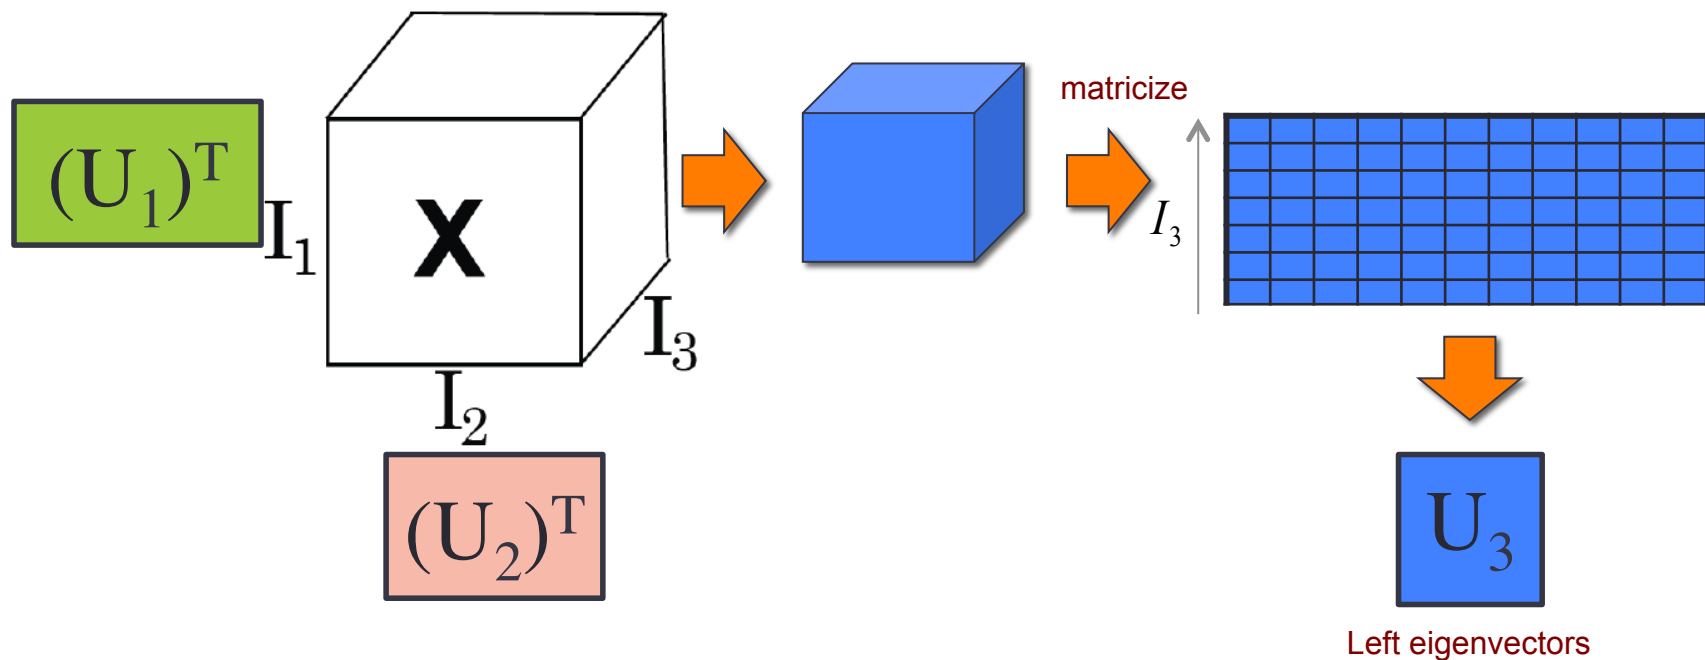 (U₁)ᵀ
I₁
X
I₂
I₃
(U₂)ᵀ
matricize
I₃
U₃
Left eigenvectors